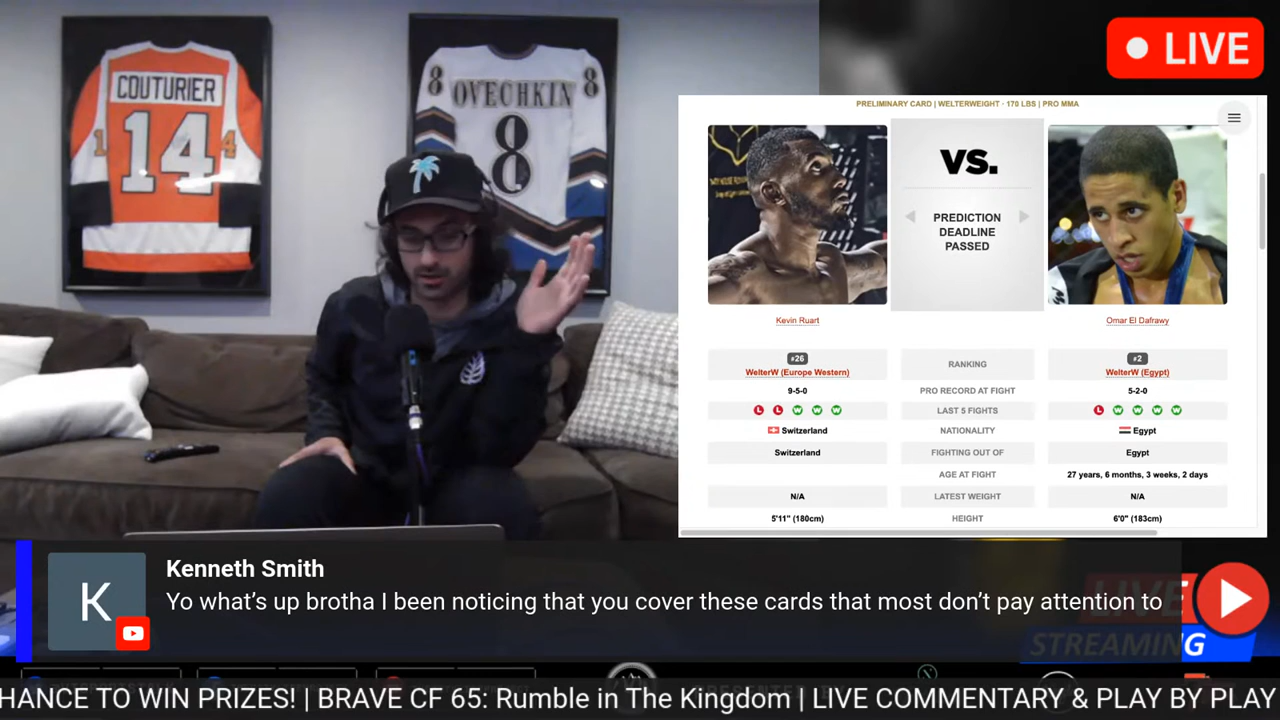 COUTURIER
14
1
4
8
OVECHKIN
8
8
LIVE
PRELIMINARY CARD | WELTERWEIGHT · 170 LBS | PRO MMA
VS.
PREDICTION
DEADLINE
PASSED
Kevin Ruart
Omar El Dafrawy
#26
WelterW (Europe Western)
RANKING
#2
WelterW (Egypt)
9-5-0
PRO RECORD AT FIGHT
5-2-0
L L W W W
LAST 5 FIGHTS
L W W W W
Switzerland
NATIONALITY
Egypt
Switzerland
FIGHTING OUT OF
Egypt
AGE AT FIGHT
27 years, 6 months, 3 weeks, 2 days
N/A
LATEST WEIGHT
N/A
5'11" (180cm)
HEIGHT
6'0" (183cm)
K
Kenneth Smith
Yo what's up brotha I been noticing that you cover these cards that most don't pay attention to
LIVE
STREAMING
HANCE TO WIN PRIZES! | BRAVE CF 65: Rumble in The Kingdom | LIVE COMMENTARY & PLAY BY PLAY